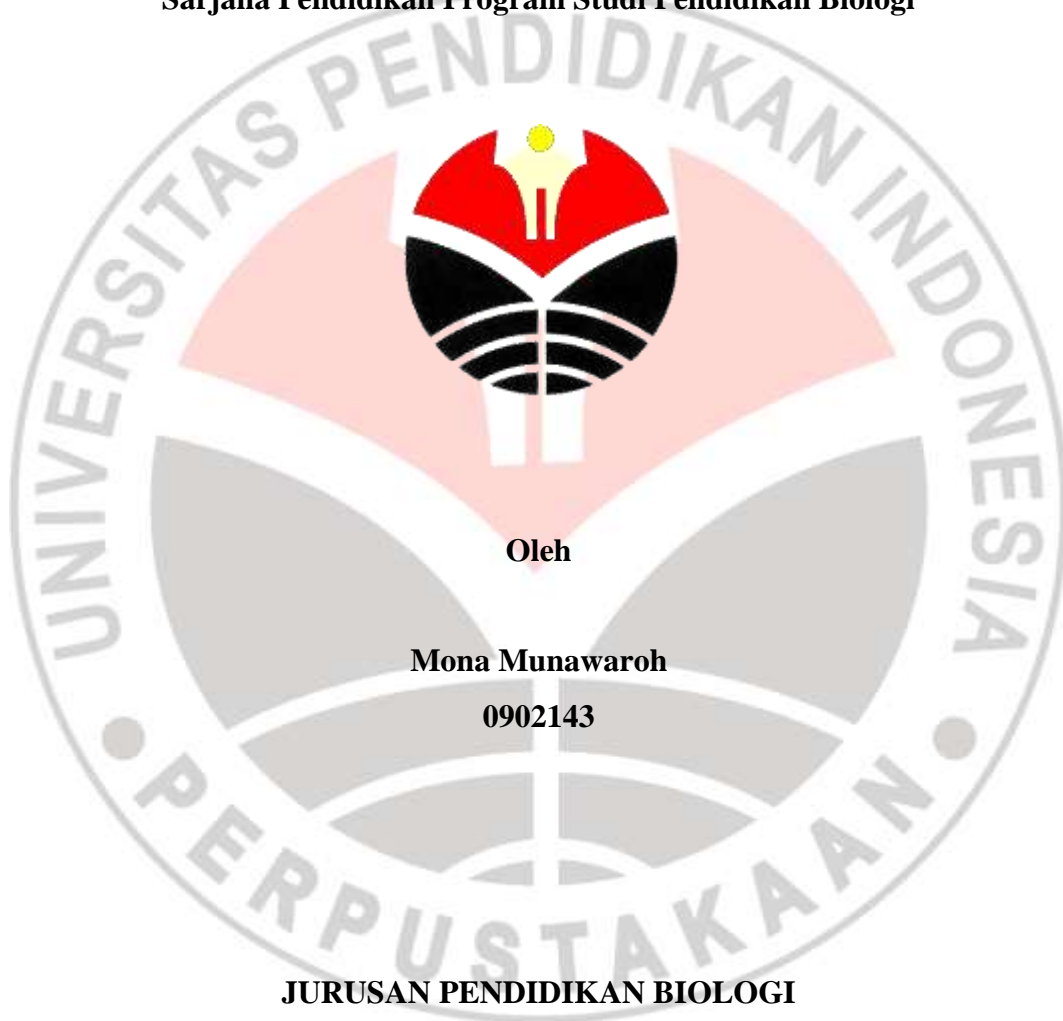 Sarjana Pendidikan Program Studi Pendidikan Biologi
UNIVERSITAS PENDIDIKAN INDONESIA
Oleh
Mona Munawaroh
0902143
PERPUSTAKAAN
JURUSAN PENDIDIKAN BIOLOGI